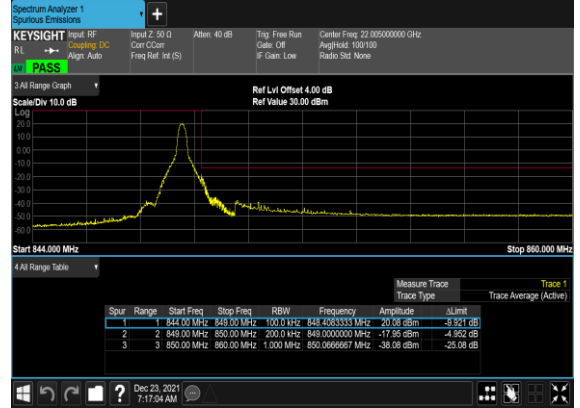 Spectrum Analyzer 1
Spurious Emissions
KEYSIGHT Input: RF Input Z: 50 Ω Atten: 40 dB Trig: Free Run Center Freq: 22.005000000 GHz
RL Coupling: DC Corr CCorr Gate: Off Avg|Hold: 100/100
Align: Auto Freq Ref: Int (S) IF Gain: Low Radio Std: None
LW PASS
3 All Range Graph
Ref Lvl Offset 4.00 dB
Scale/Div 10.0 dB Ref Value 30.00 dBm
Log
20.0
10.0
0.00
-10.0
-20.0
-30.0
-40.0
-50.0
-60.0
Start 844.000 MHz Stop 860.000 MHz
4 All Range Table
Measure Trace Trace 1
Trace Type Trace Average (Active)
Spur Range Start Freq Stop Freq RBW Frequency Amplitude ΔLimit
1 1 844.00 MHz 849.00 MHz 100.0 kHz 848.4083333 MHz 20.08 dBm -9.921 dB
2 2 849.00 MHz 850.00 MHz 200.0 kHz 849.0000000 MHz -17.95 dBm -4.952 dB
3 3 850.00 MHz 860.00 MHz 1.000 MHz 850.0666667 MHz -38.08 dBm -25.08 dB
Dec 23, 2021
7:17:04 AM